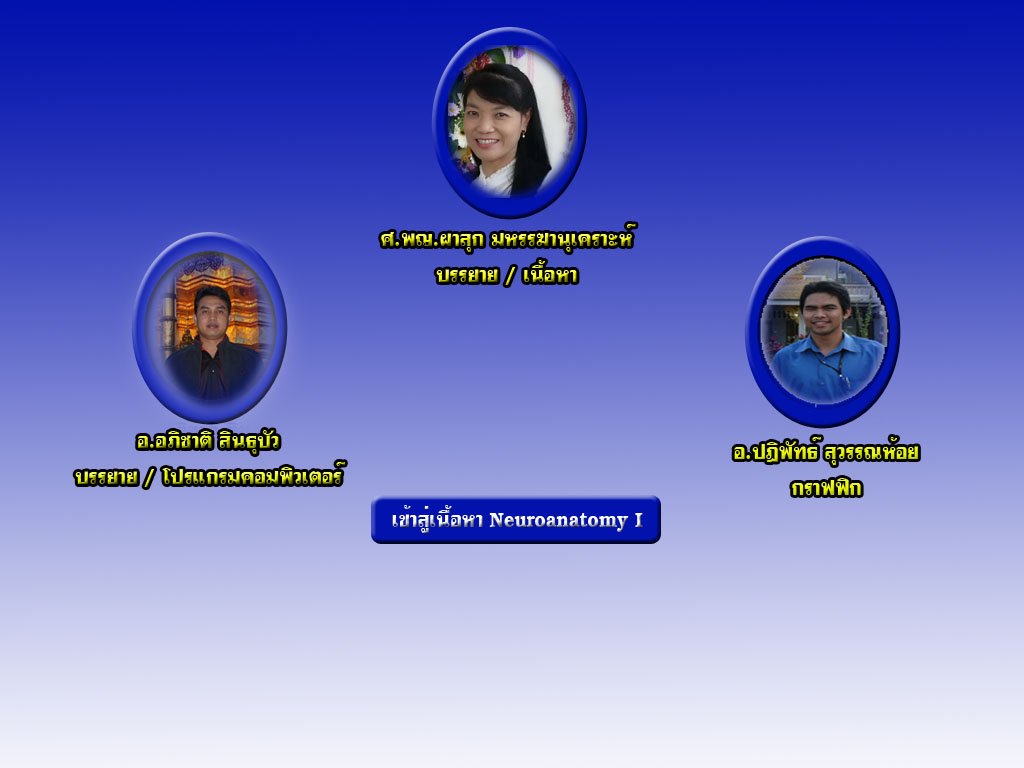 ศ.พญ.ผาสุก มหรรฆานุเคราะห์
บรรยาย / เนื้อหา
อ.อภิชาติ สินธุบัว
บรรยาย / โปรแกรมคอมพิวเตอร์
อ.ปฏิพัทธ์ สุวรรณห้อย
กราฟฟิก
เข้าสู่เนื้อหา Neuroanatomy I